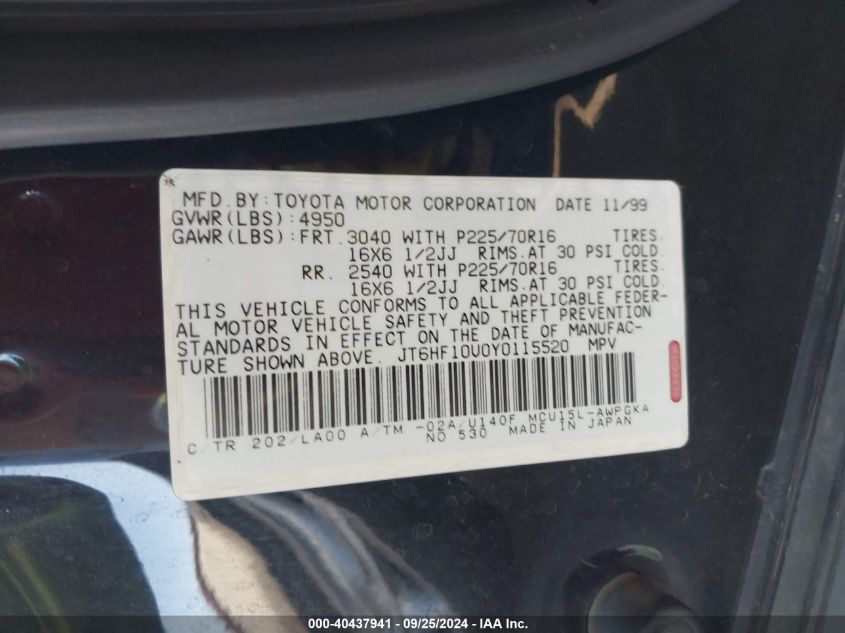 MFD. BY: TOYOTA MOTOR CORPORATION DATE 11/99
GVWR(LBS): 4950
GAWR(LBS): FRT. 3040 WITH P225/70R16 TIRES.
16X6 1/2JJ RIMS. AT 30 PSI COLD.
RR. 2540 WITH P225/70R16 TIRES.
16X6 1/2JJ RIMS. AT 30 PSI COLD.
THIS VEHICLE CONFORMS TO ALL APPLICABLE FEDER-
AL MOTOR VEHICLE SAFETY AND THEFT PREVENTION
STANDARDS IN EFFECT ON THE DATE OF MANUFAC-
TURE SHOWN ABOVE. JT6HF10U0Y0115520 MPV
C/TR 202/LA00 A/TM -02A/U140F MCU15L-AWPGKA
NO 530 MADE IN JAPAN
000-40437941 - 09/25/2024 - IAA Inc.